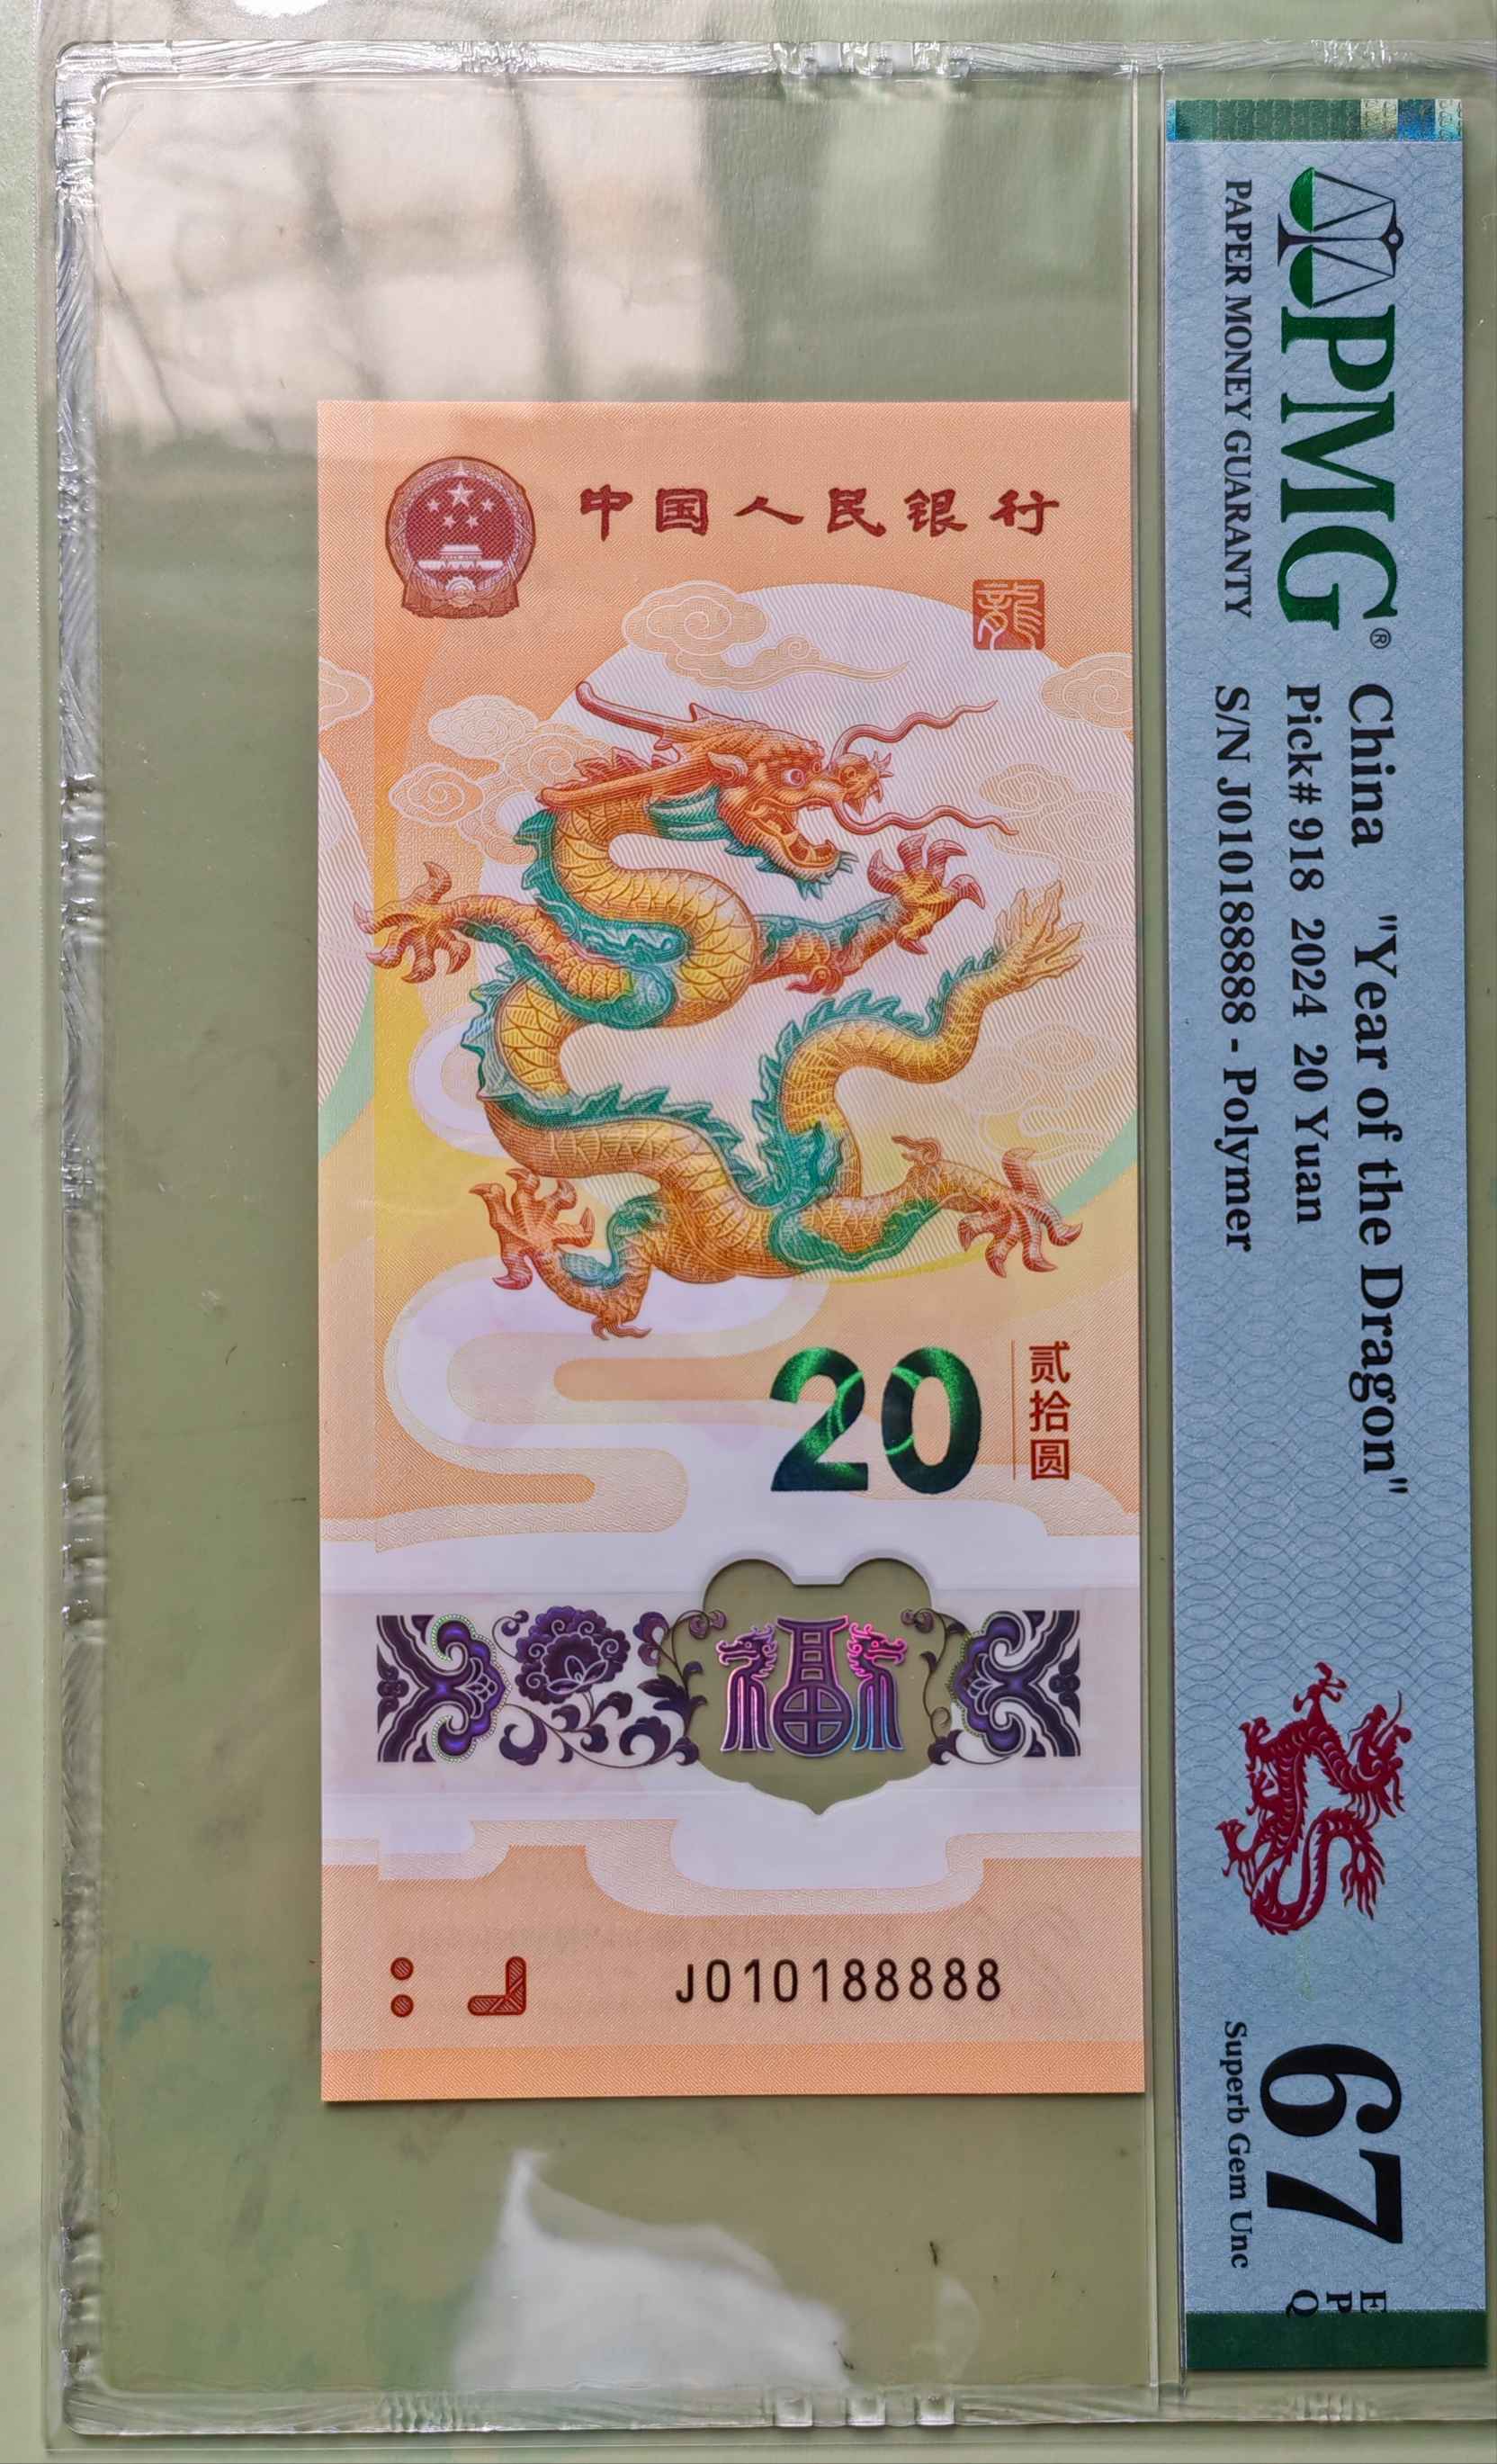 中国人民银行
龍
20
贰拾圆
福
J010188888
PMG®
PAPER MONEY GUARANTY
China "Year of the Dragon"
Pick# 918 2024 20 Yuan
S/N J010188888 - Polymer
67
Superb Gem Unc
E
P
Q